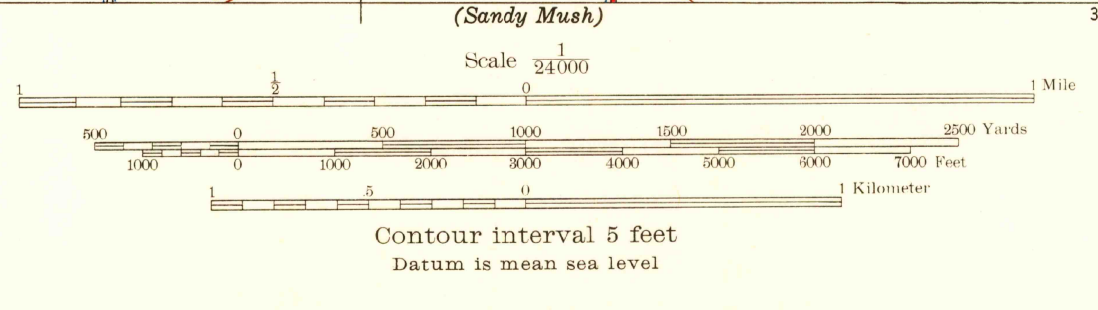 (Sandy Mush)
3
Scale 1/24000
1 1/2 0 1 Mile
500 0 500 1000 1500 2000 2500 Yards
1000 0 1000 2000 3000 4000 5000 6000 7000 Feet
1 .5 0 1 Kilometer
Contour interval 5 feet
Datum is mean sea level